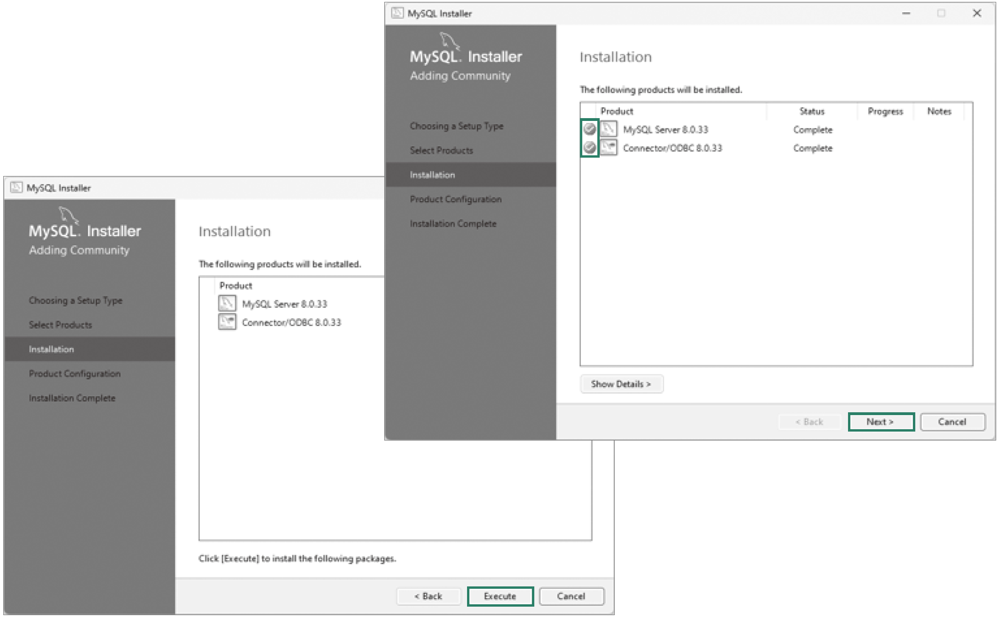 MySQL Installer
MySQL. Installer
Adding Community
Choosing a Setup Type
Select Products
Installation
Product Configuration
Installation Complete
Installation
The following products will be installed.
Product
MySQL Server 8.0.33
Connector/ODBC 8.0.33
Click [Execute] to install the following packages.
< Back Execute Cancel
MySQL Installer
MySQL. Installer
Adding Community
Choosing a Setup Type
Select Products
Installation
Product Configuration
Installation Complete
Installation
The following products will be installed.
Product Status Progress Notes
MySQL Server 8.0.33 Complete
Connector/ODBC 8.0.33 Complete
Show Details >
< Back Next > Cancel